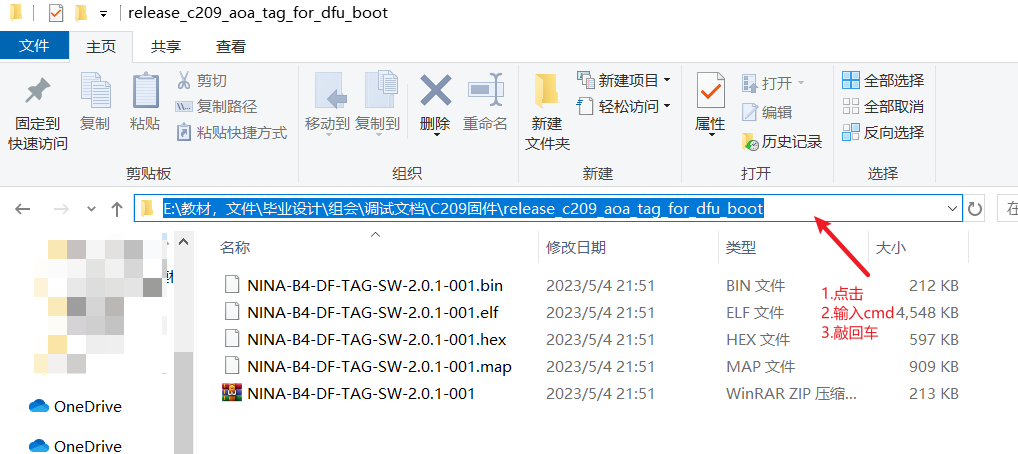 release_c209_aoa_tag_for_dfu_boot
文件 主页 共享 查看
固定到快速访问
复制
粘贴
剪切
复制路径
粘贴快捷方式
剪贴板
移动到
复制到
删除
重命名
组织
新建文件夹
新建项目
轻松访问
新建
属性
打开
编辑
历史记录
打开
全部选择
全部取消
反向选择
选择
E:\教材，文件\毕业设计\组会\调试文档\C209固件\release_c209_aoa_tag_for_dfu_boot
在
名称 修改日期 类型 大小
NINA-B4-DF-TAG-SW-2.0.1-001.bin 2023/5/4 21:51 BIN 文件 212 KB
NINA-B4-DF-TAG-SW-2.0.1-001.elf 2023/5/4 21:51 ELF 文件 4,548 KB
NINA-B4-DF-TAG-SW-2.0.1-001.hex 2023/5/4 21:51 HEX 文件 597 KB
NINA-B4-DF-TAG-SW-2.0.1-001.map 2023/5/4 21:51 MAP 文件 909 KB
NINA-B4-DF-TAG-SW-2.0.1-001 2023/5/4 21:51 WinRAR ZIP 压缩... 213 KB
1.点击
2.输入cmd
3.敲回车
OneDrive
OneDrive